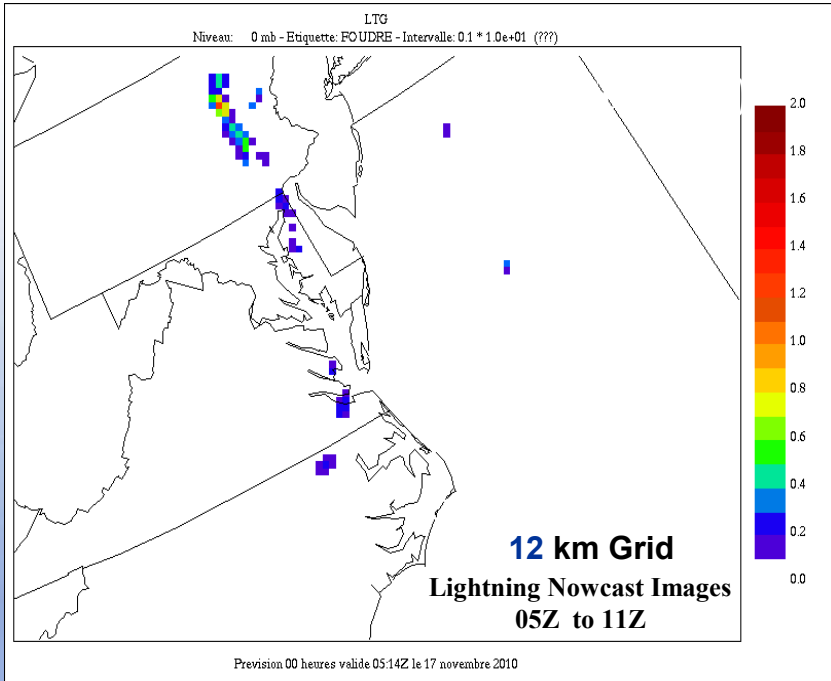 LTG
Niveau: 0 mb - Etiquette: FOUDRE - Intervalle: 0.1 * 1.0e+01 (???)
2.0
1.8
1.6
1.4
1.2
1.0
0.8
0.6
0.4
0.2
0.0
12 km Grid
Lightning Nowcast Images
05Z to 11Z
Prevision 00 heures valide 05:14Z le 17 novembre 2010